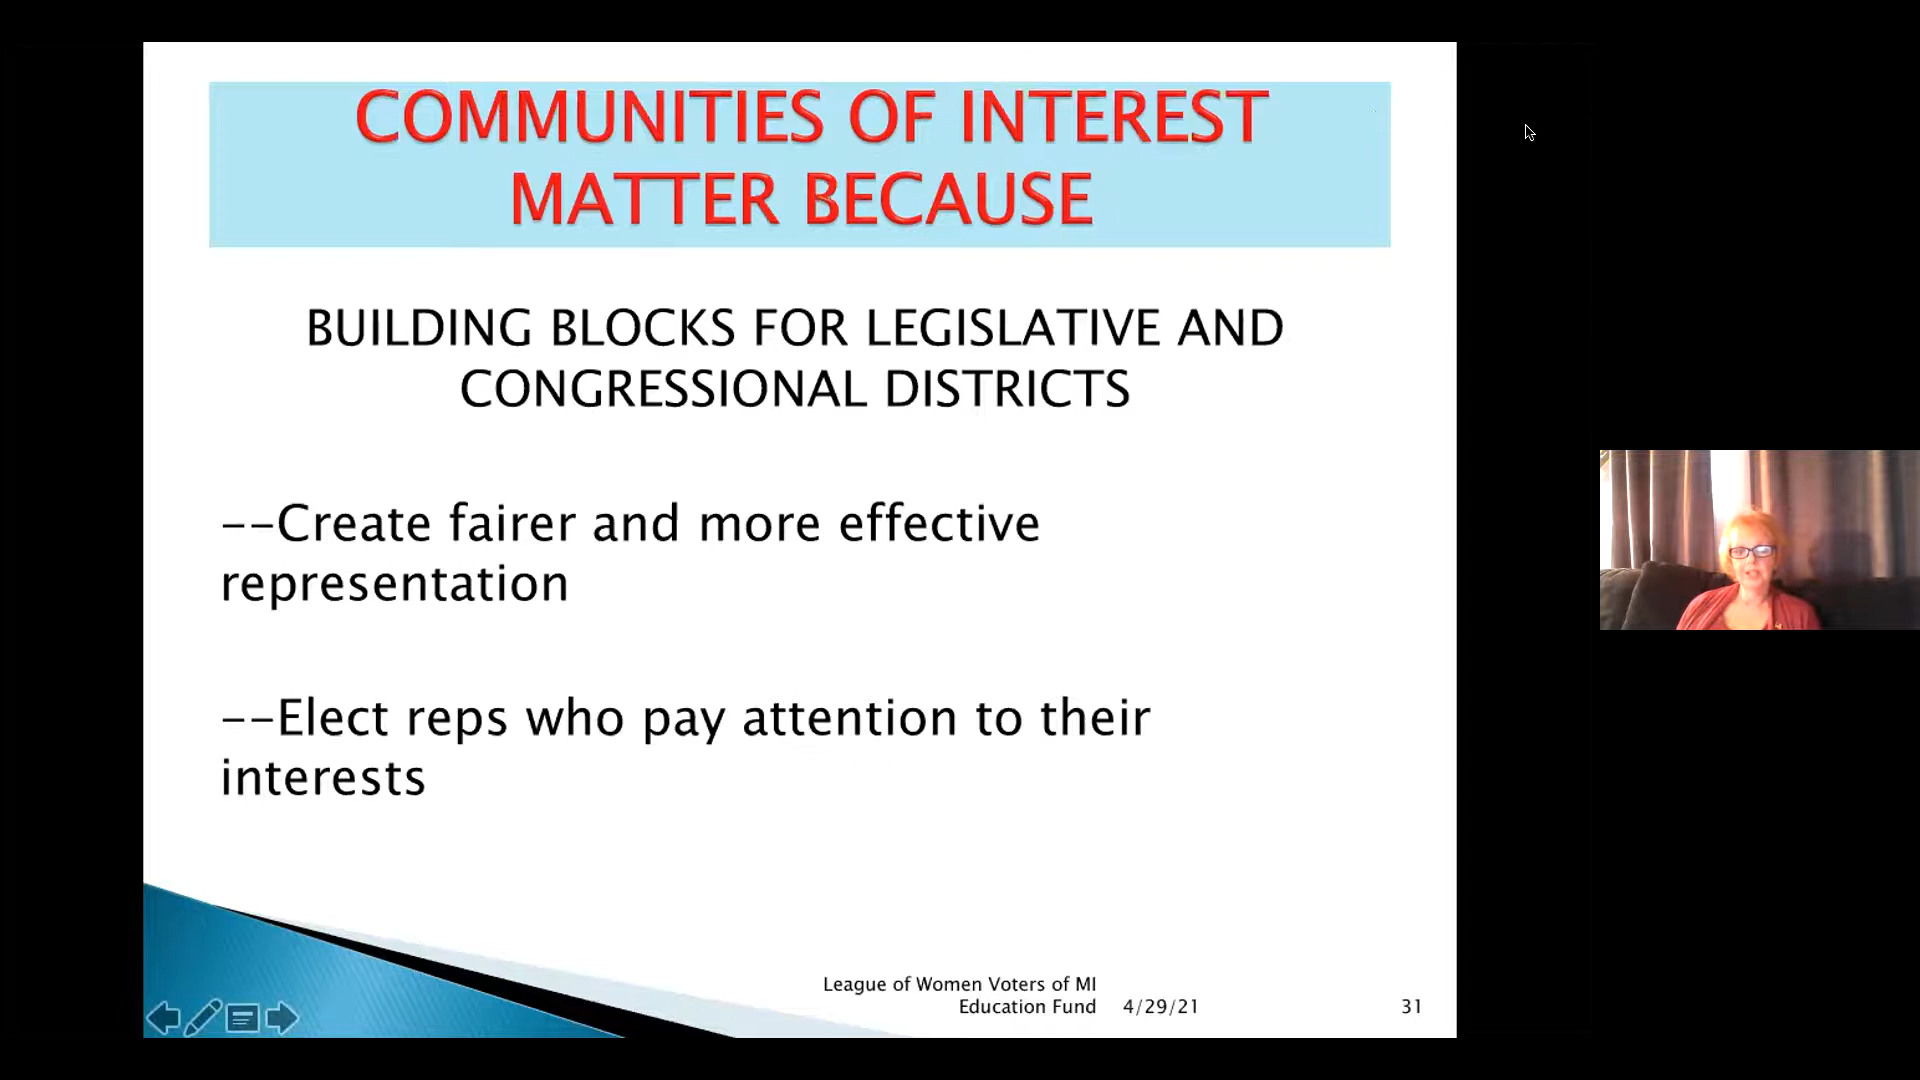 COMMUNITIES OF INTEREST
MATTER BECAUSE
BUILDING BLOCKS FOR LEGISLATIVE AND
CONGRESSIONAL DISTRICTS
--Create fairer and more effective
representation
--Elect reps who pay attention to their
interests
League of Women Voters of MI
Education Fund 4/29/21 31